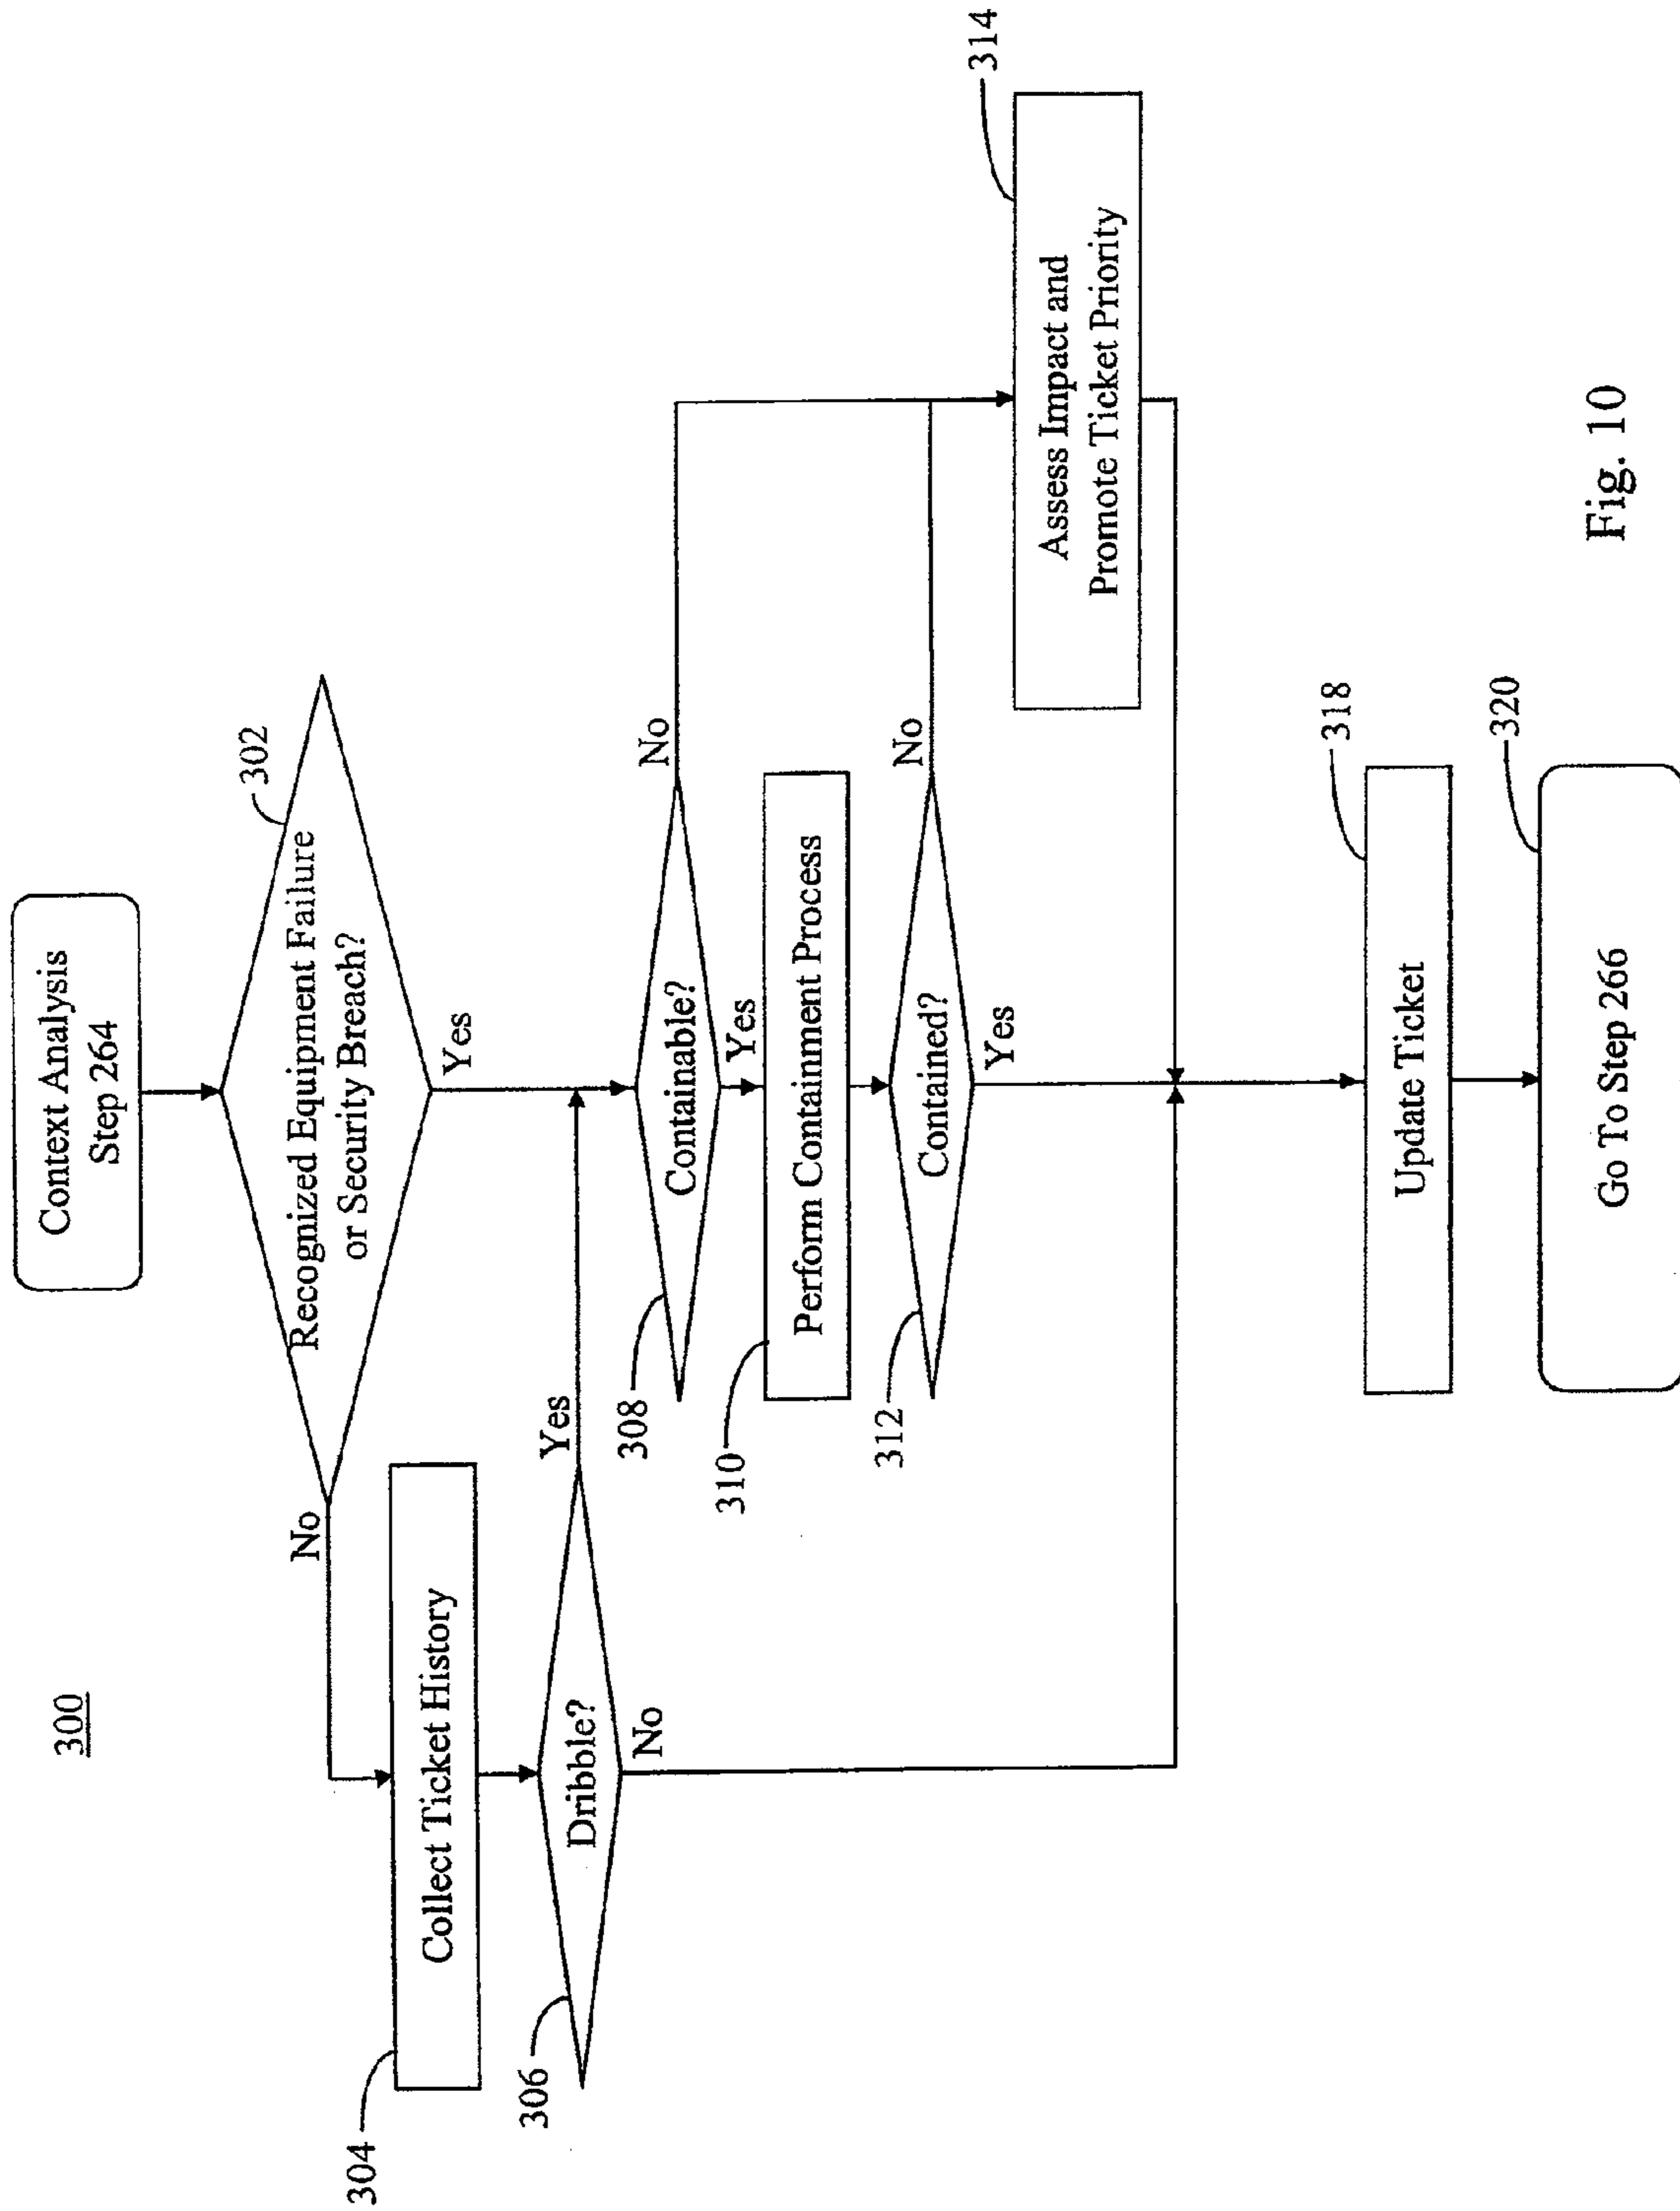 300
Context Analysis
Step 264
302
Recognized Equipment Failure
or Security Breach?
No
Yes
304
Collect Ticket History
306
Dribble?
Yes
No
308
Containable?
No
Yes
310
Perform Containment Process
312
Contained?
No
Yes
314
Assess Impact and
Promote Ticket Priority
318
Update Ticket
320
Go To Step 266
Fig. 10